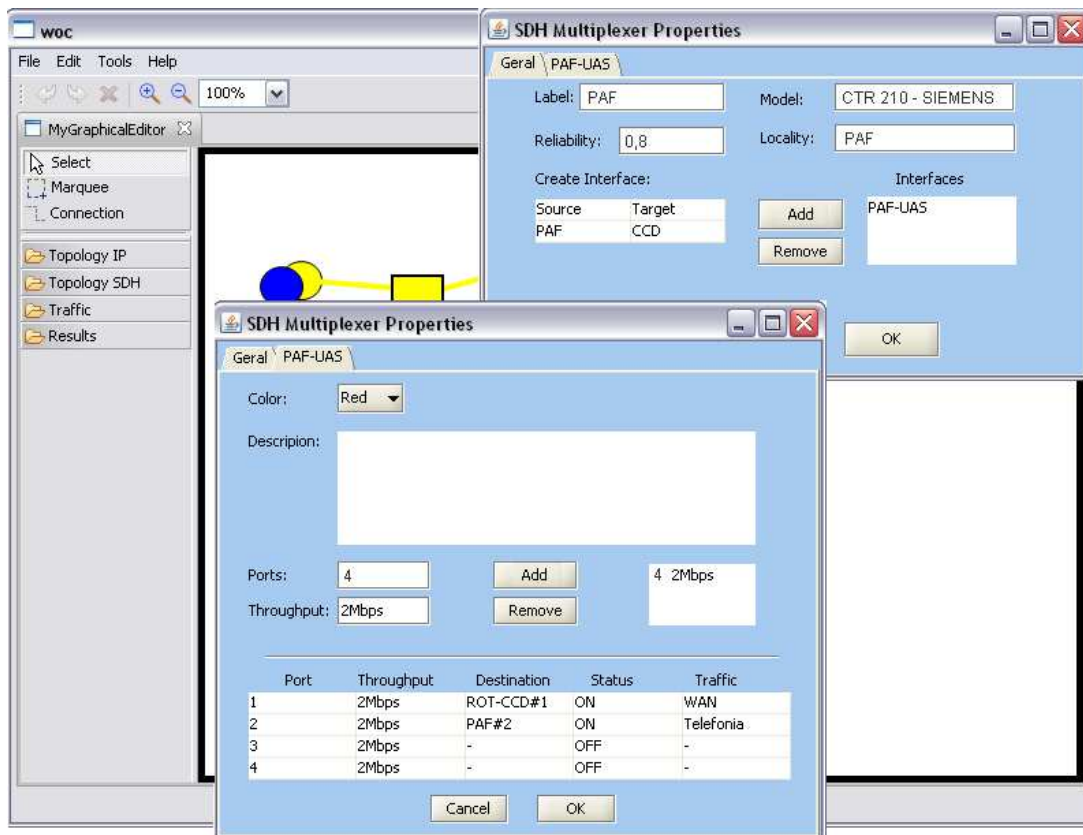 woc
File Edit Tools Help
100%
MyGraphicalEditor
Select
Marquee
Connection
Topology IP
Topology SDH
Traffic
Results
SDH Multiplexer Properties
Geral PAF-UAS
Label: PAF Model: CTR 210 - SIEMENS
Reliability: 0,8 Locality: PAF
Create Interface: Interfaces
Source Target Add PAF-UAS
PAF CCD
Remove
OK
SDH Multiplexer Properties
Geral PAF-UAS
Color: Red
Descripion:
Ports: 4 Add 4 2Mbps
Throughput: 2Mbps Remove
Port Throughput Destination Status Traffic
1 2Mbps ROT-CCD#1 ON WAN
2 2Mbps PAF#2 ON Telefonia
3 2Mbps - OFF -
4 2Mbps - OFF -
Cancel OK